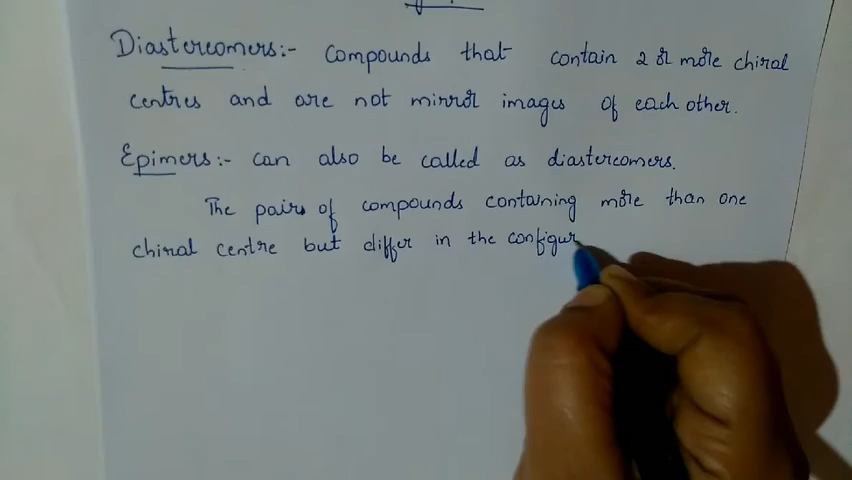 Diastereomers:- compounds that contain 2 or more chiral
centres and are not mirror images of each other.
Epimers:- can also be called as diastereomers.
The pairs of compounds containing more than one
chiral centre but differ in the configur